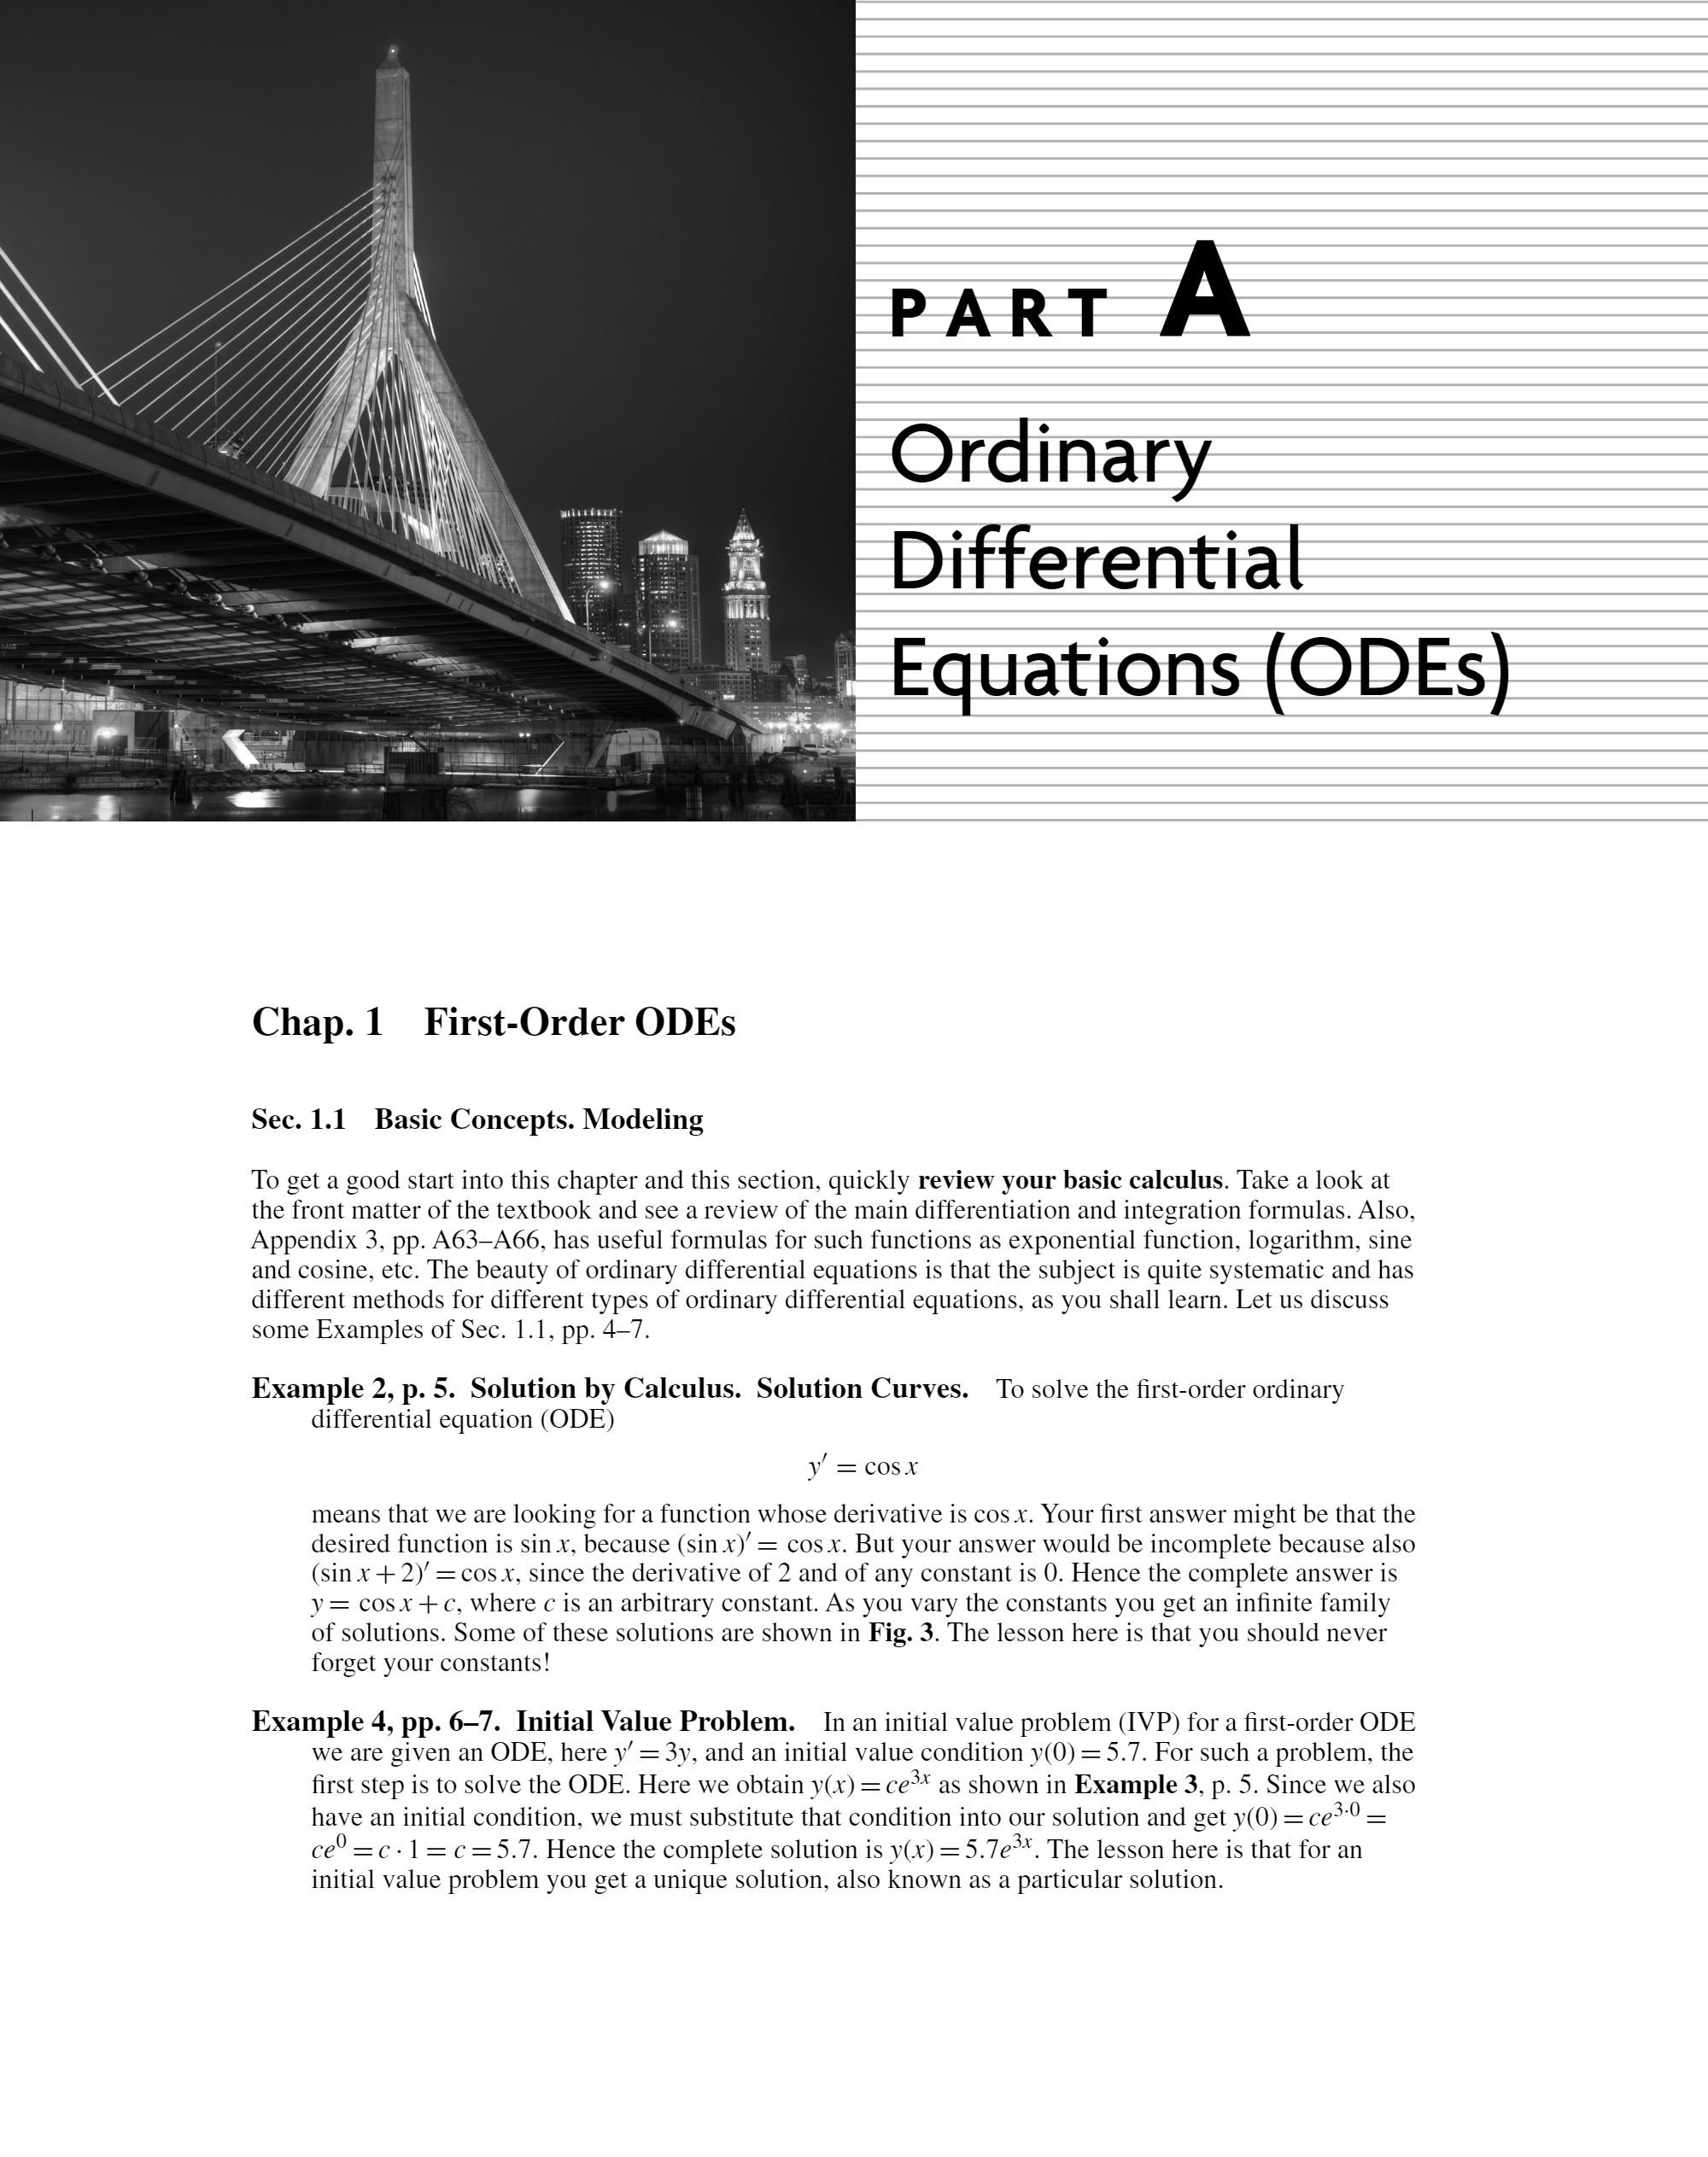 PART A
Ordinary
Differential
Equations (ODEs)
Chap. 1 First-Order ODEs
Sec. 1.1 Basic Concepts. Modeling
To get a good start into this chapter and this section, quickly review your basic calculus. Take a look at
the front matter of the textbook and see a review of the main differentiation and integration formulas. Also,
Appendix 3, pp. A63–A66, has useful formulas for such functions as exponential function, logarithm, sine
and cosine, etc. The beauty of ordinary differential equations is that the subject is quite systematic and has
different methods for different types of ordinary differential equations, as you shall learn. Let us discuss
some Examples of Sec. 1.1, pp. 4–7.
Example 2, p. 5. Solution by Calculus. Solution Curves. To solve the first-order ordinary
differential equation (ODE)
y′ = cos x
means that we are looking for a function whose derivative is cos x. Your first answer might be that the
desired function is sin x, because (sin x)′ = cos x. But your answer would be incomplete because also
(sin x + 2)′ = cos x, since the derivative of 2 and of any constant is 0. Hence the complete answer is
y = cos x + c, where c is an arbitrary constant. As you vary the constants you get an infinite family
of solutions. Some of these solutions are shown in Fig. 3. The lesson here is that you should never
forget your constants!
Example 4, pp. 6–7. Initial Value Problem. In an initial value problem (IVP) for a first-order ODE
we are given an ODE, here y′ = 3y, and an initial value condition y(0) = 5.7. For such a problem, the
first step is to solve the ODE. Here we obtain y(x) = ce³ˣ as shown in Example 3, p. 5. Since we also
have an initial condition, we must substitute that condition into our solution and get y(0) = ce³·⁰ =
ce⁰ = c · 1 = c = 5.7. Hence the complete solution is y(x) = 5.7e³ˣ. The lesson here is that for an
initial value problem you get a unique solution, also known as a particular solution.